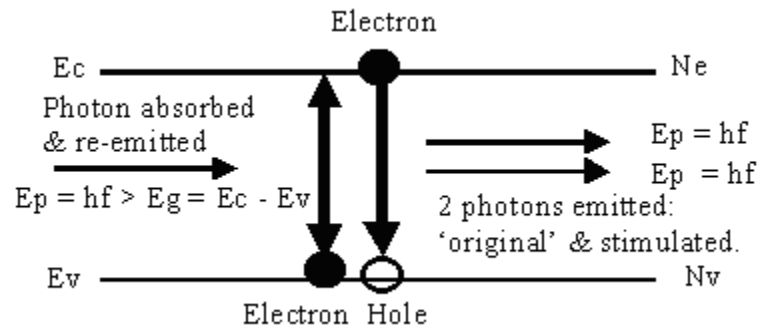 Electron
Ec
Ne
Photon absorbed
& re-emitted
Ep = hf > Eg = Ec - Ev
Ep = hf
Ep = hf
2 photons emitted:
‘original’ & stimulated.
Ev
Nv
Electron Hole